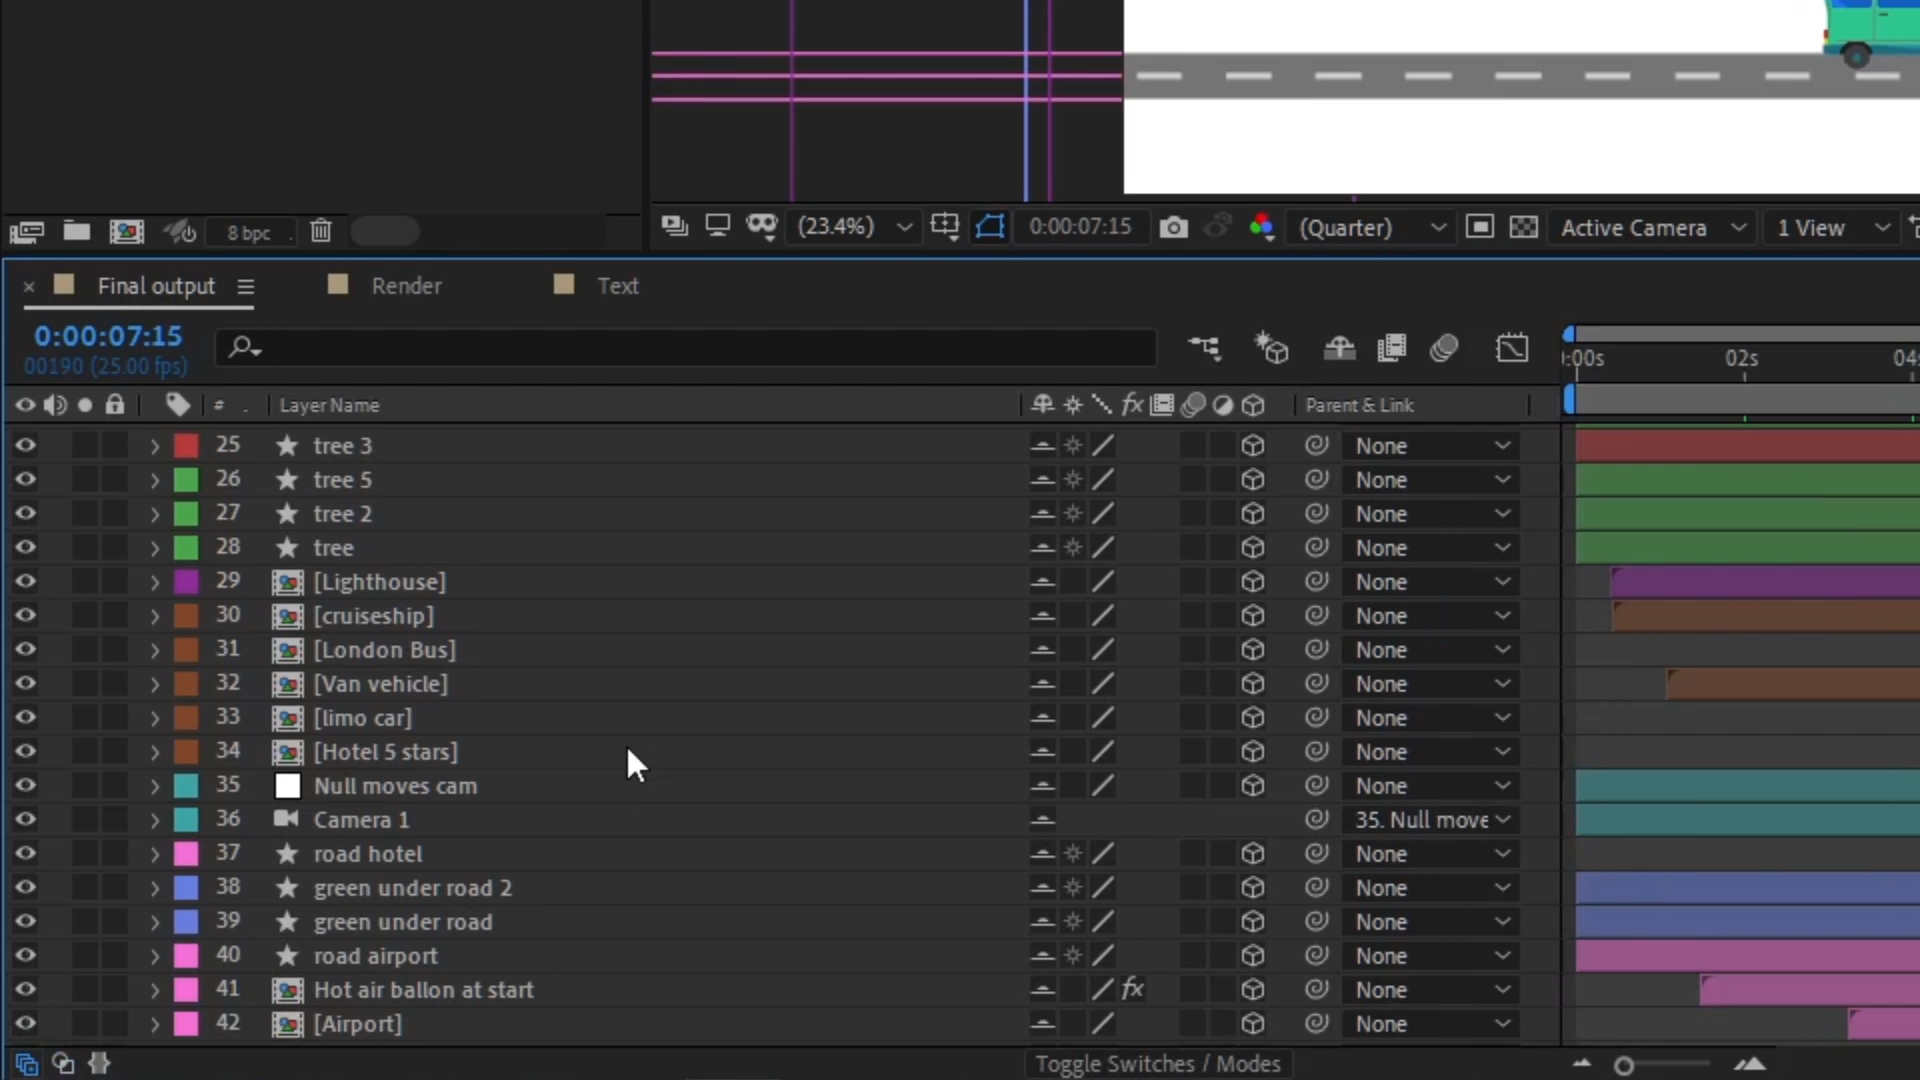 8 bpc
(23.4%)
0:00:07:15
(Quarter)
Active Camera
1 View
Final output
Render
Text
0:00:07:15
00190 (25.00 fps)
:00s
02s
04s
#
.
Layer Name
fx
Parent & Link
25 tree 3 None
26 tree 5 None
27 tree 2 None
28 tree None
29 [Lighthouse] None
30 [cruiseship] None
31 [London Bus] None
32 [Van vehicle] None
33 [limo car] None
34 [Hotel 5 stars] None
35 Null moves cam None
36 Camera 1 35. Null move
37 road hotel None
38 green under road 2 None
39 green under road None
40 road airport None
41 Hot air ballon at start fx None
42 [Airport] None
Toggle Switches / Modes